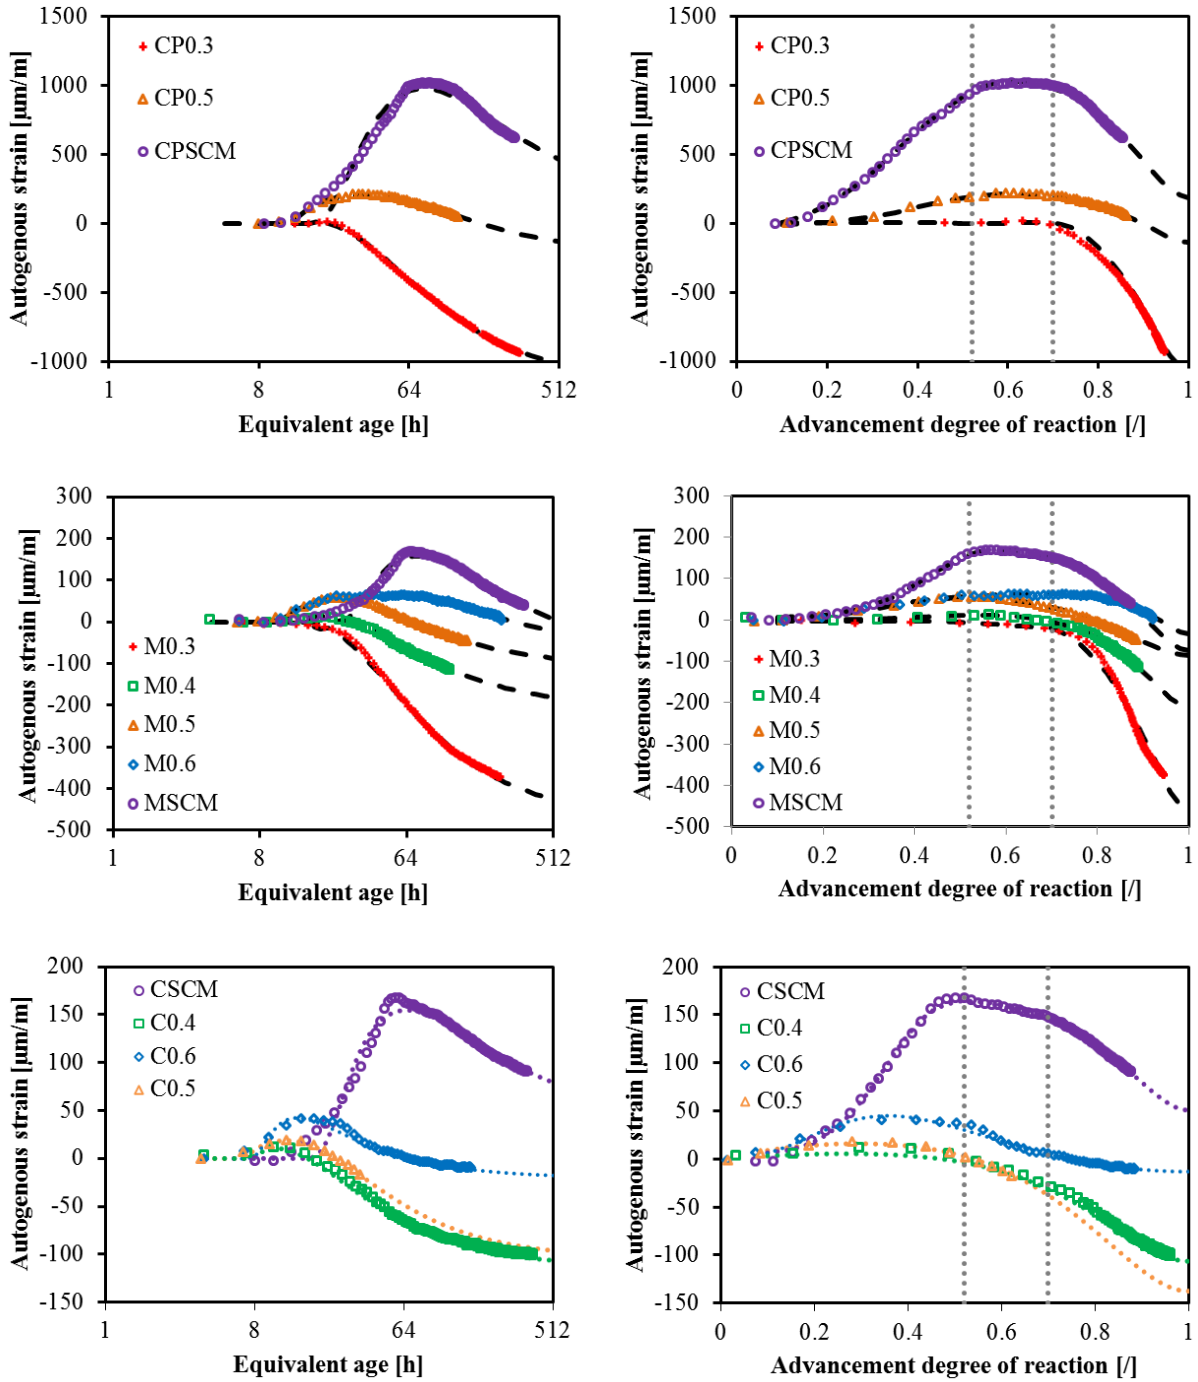 1500
1000
500
0
-500
-1000
Autogenous strain [µm/m]
CP0.3
CP0.5
CPSCM
1 8 64 512
Equivalent age [h]
1500
1000
500
0
-500
-1000
Autogenous strain [µm/m]
CP0.3
CP0.5
CPSCM
0 0.2 0.4 0.6 0.8 1
Advancement degree of reaction [/]
300
200
100
0
-100
-200
-300
-400
-500
Autogenous strain [µm/m]
M0.3
M0.4
M0.5
M0.6
MSCM
1 8 64 512
Equivalent age [h]
300
200
100
0
-100
-200
-300
-400
-500
Autogenous strain [µm/m]
M0.3
M0.4
M0.5
M0.6
MSCM
0 0.2 0.4 0.6 0.8 1
Advancement degree of reaction [/]
200
150
100
50
0
-50
-100
-150
Autogenous strain [µm/m]
CSCM
C0.4
C0.6
C0.5
1 8 64 512
Equivalent age [h]
200
150
100
50
0
-50
-100
-150
Autogenous strain [µm/m]
CSCM
C0.4
C0.6
C0.5
0 0.2 0.4 0.6 0.8 1
Advancement degree of reaction [/]